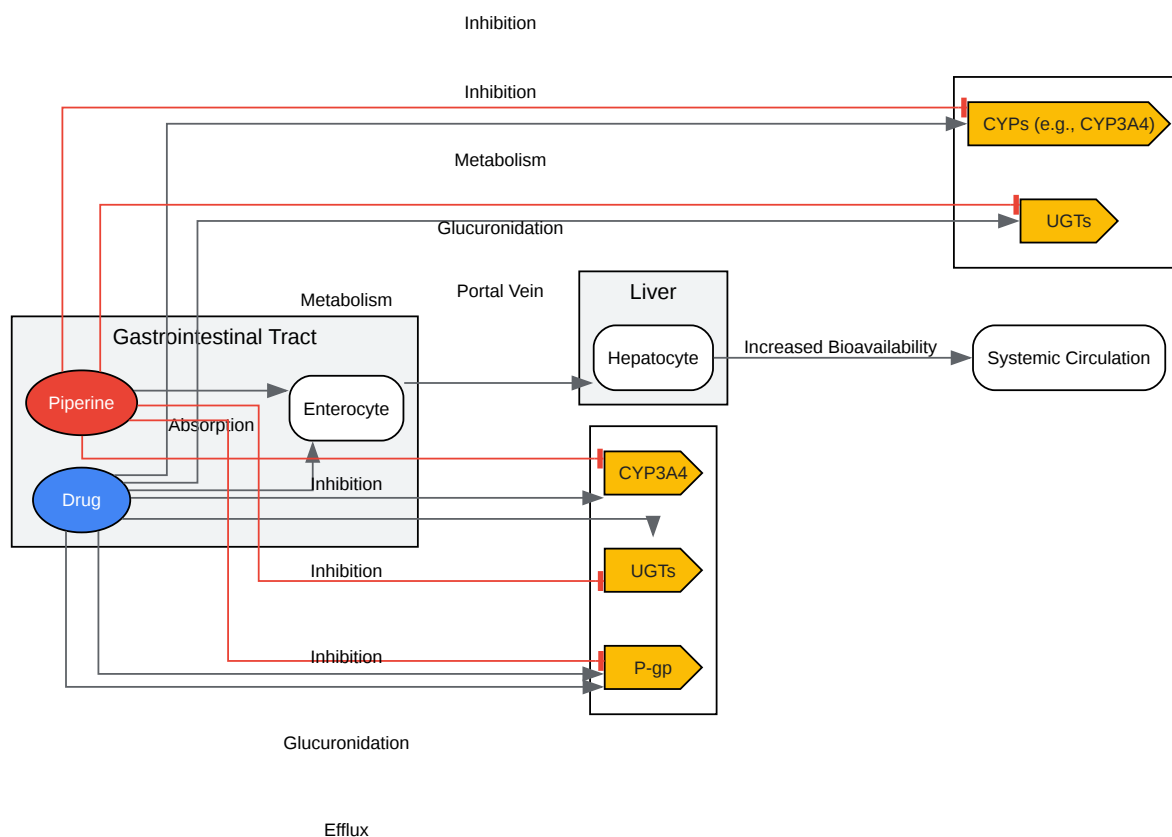 Inhibition
Inhibition
CYPs (e.g., CYP3A4)
Metabolism
UGTs
Glucuronidation
Portal Vein
Liver
Metabolism
Gastrointestinal Tract
Increased Bioavailability
Hepatocyte
Systemic Circulation
Piperine
Enterocyte
Absorption
CYP3A4
Inhibition
Drug
Inhibition
UGTs
Inhibition
P-gp
Glucuronidation
Efflux